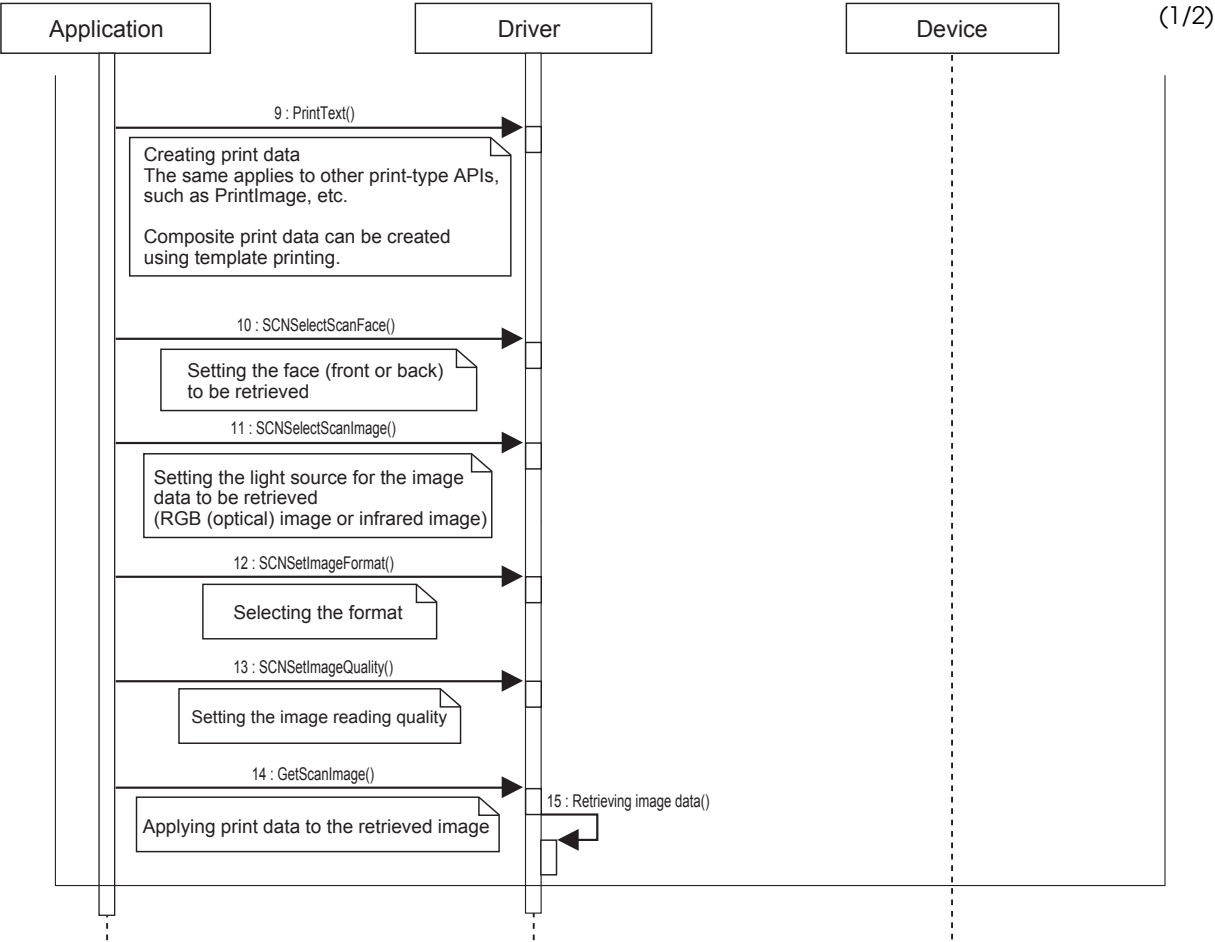 Application
Driver
Device
(1/2)
9 : PrintText()
Creating print data
The same applies to other print-type APIs,
such as PrintImage, etc.
Composite print data can be created
using template printing.
10 : SCNSelectScanFace()
Setting the face (front or back)
to be retrieved
11 : SCNSelectScanImage()
Setting the light source for the image
data to be retrieved
(RGB (optical) image or infrared image)
12 : SCNSetImageFormat()
Selecting the format
13 : SCNSetImageQuality()
Setting the image reading quality
14 : GetScanImage()
15 : Retrieving image data()
Applying print data to the retrieved image